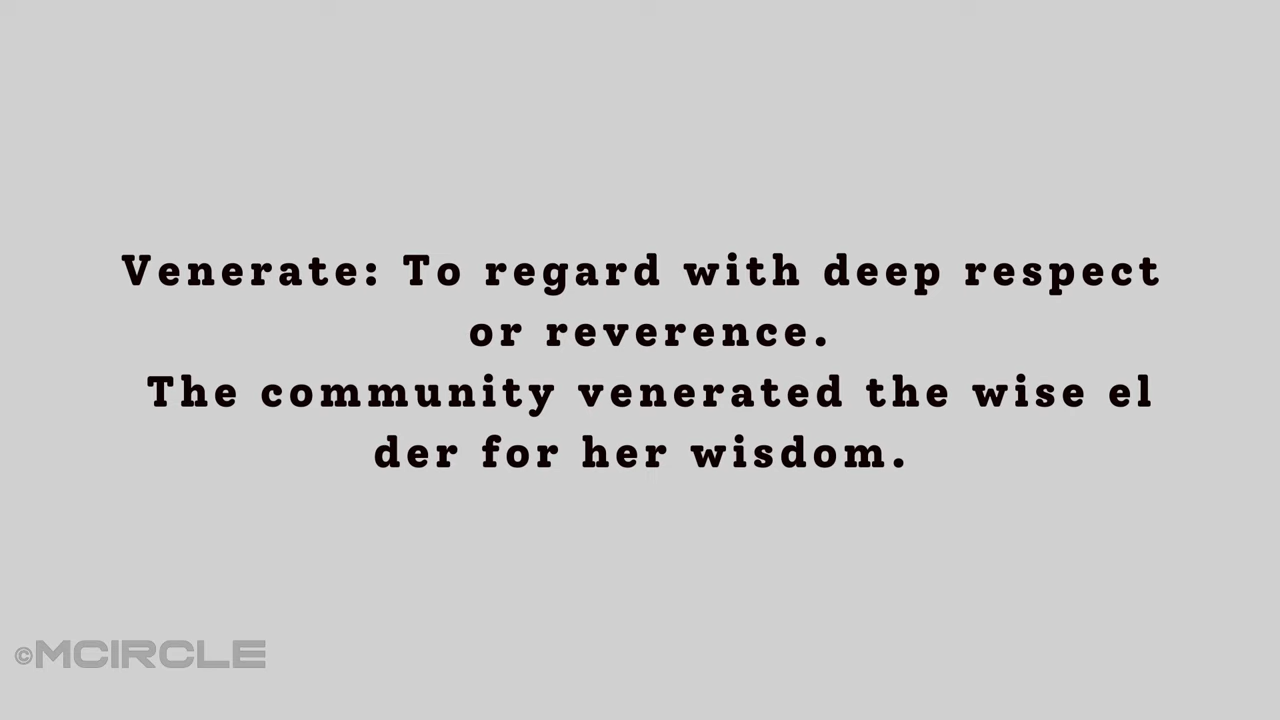 Venerate: To regard with deep respect
or reverence.
The community venerated the wise el
der for her wisdom.
©MCIRCLE